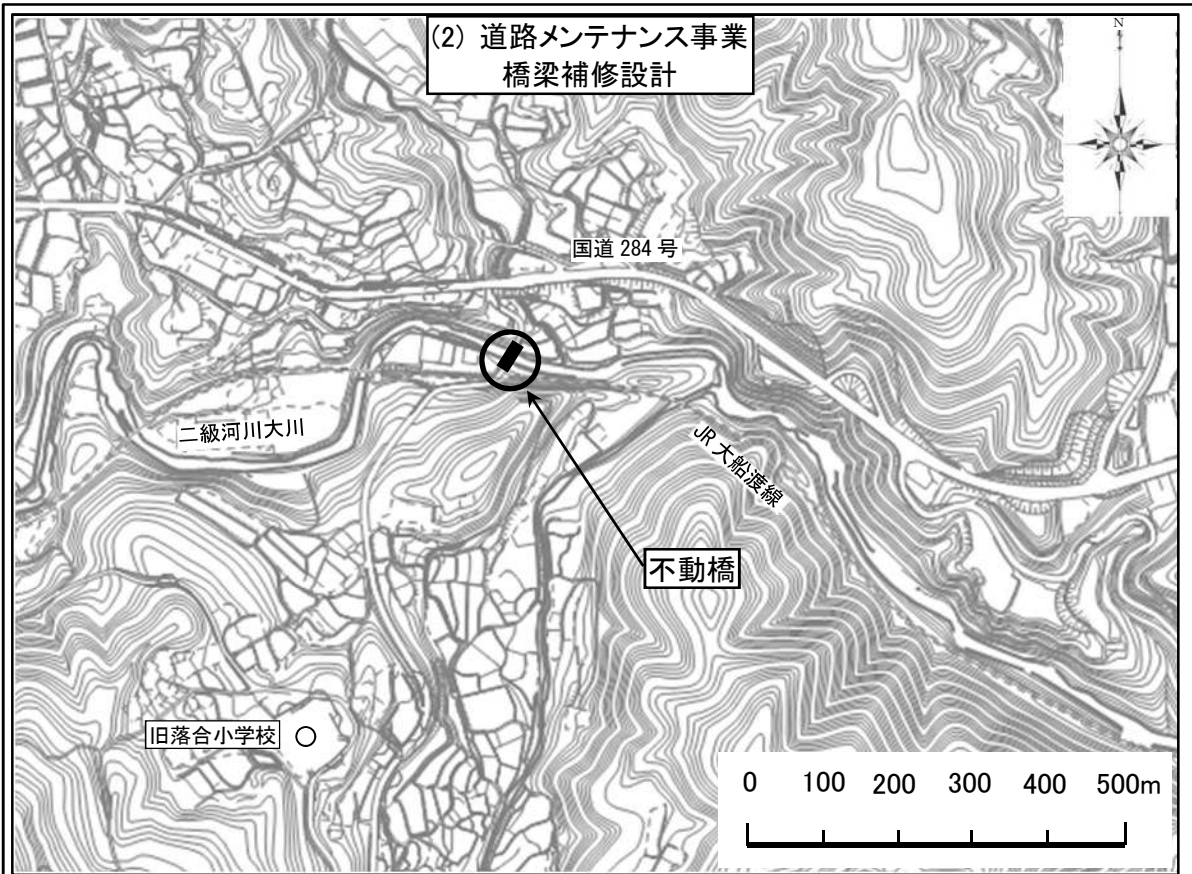 (2) 道路メンテナンス事業
橋梁補修設計
N
国道 284 号
二級河川大川
JR 大船渡線
不動橋
旧落合小学校
0 100 200 300 400 500m